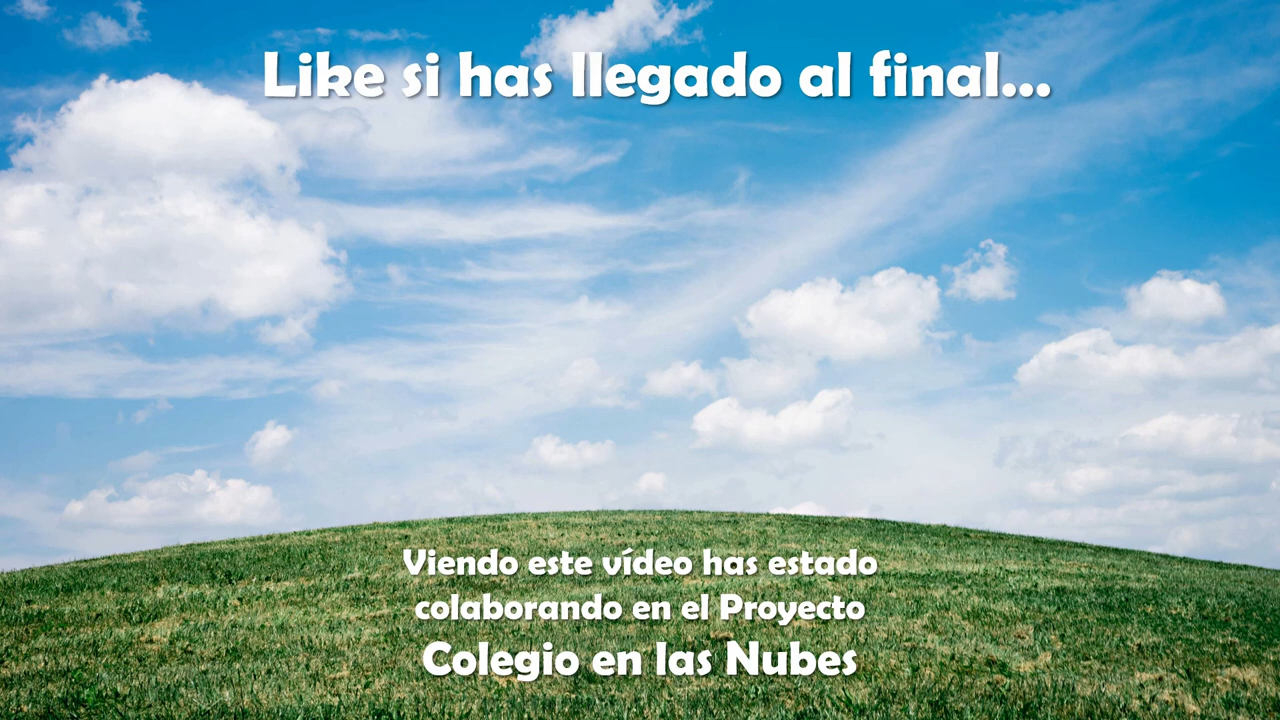 Like si has llegado al final...
Viendo este vídeo has estado
colaborando en el Proyecto
Colegio en las Nubes